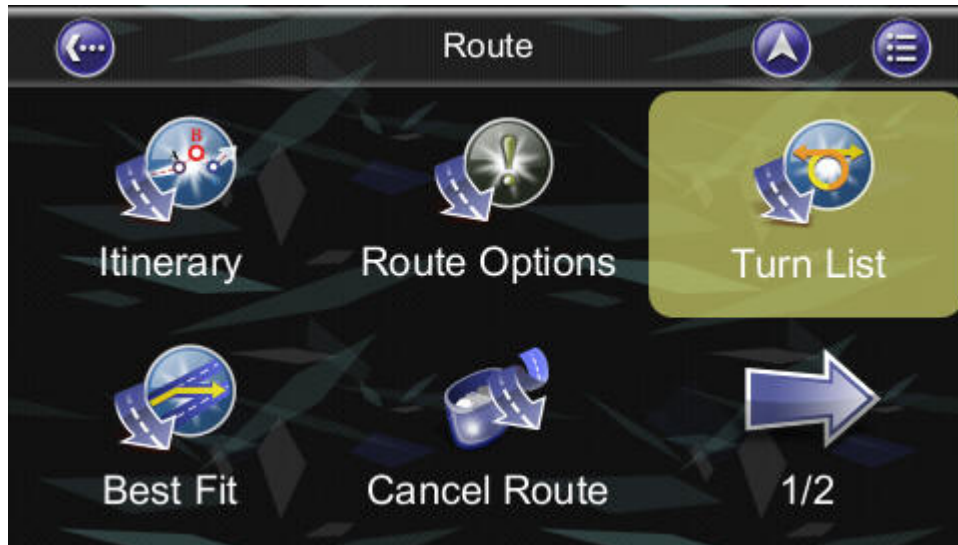 Route
Itinerary
Route Options
Turn List
Best Fit
Cancel Route
1/2